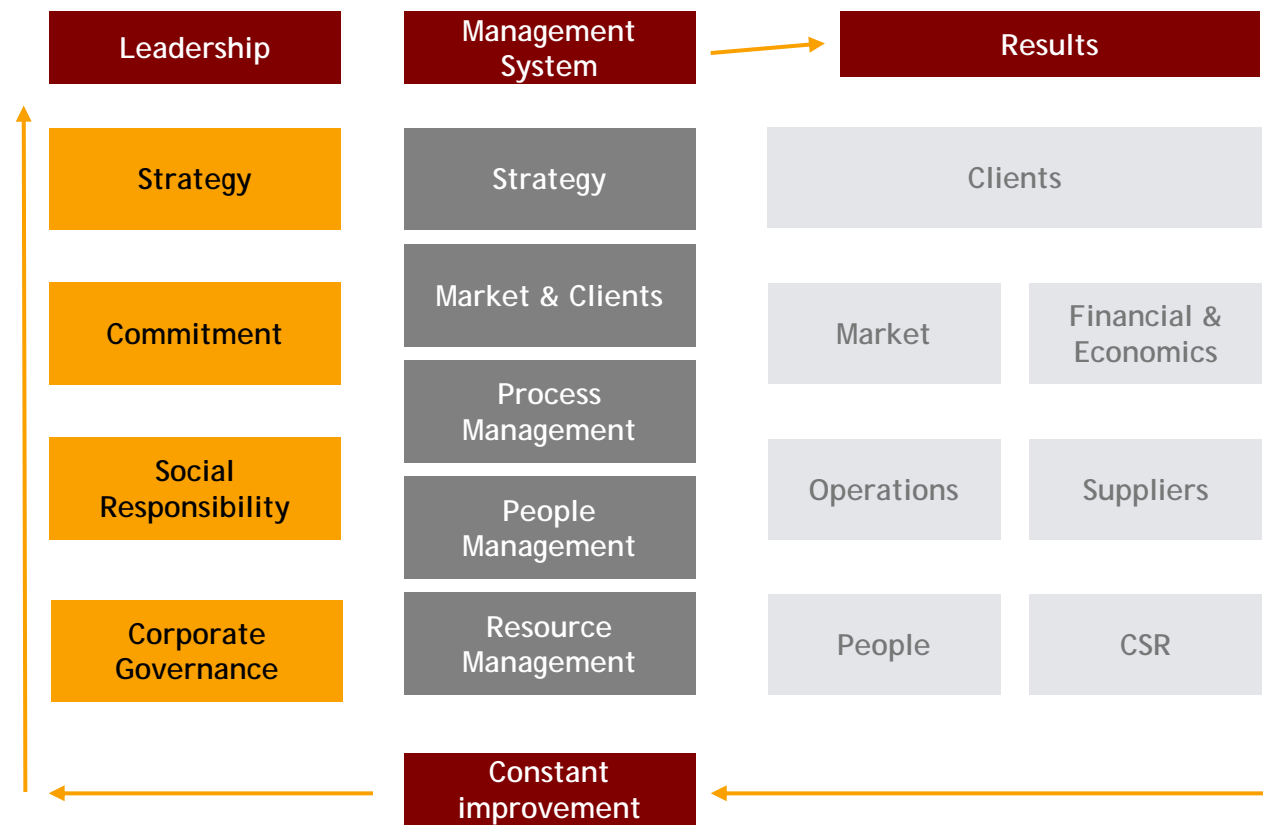 Leadership
Management
System
Results
Strategy
Strategy
Clients
Market & Clients
Commitment
Market
Financial &
Economics
Process
Management
Social
Responsibility
Operations
Suppliers
People
Management
Corporate
Governance
Resource
Management
People
CSR
Constant
improvement